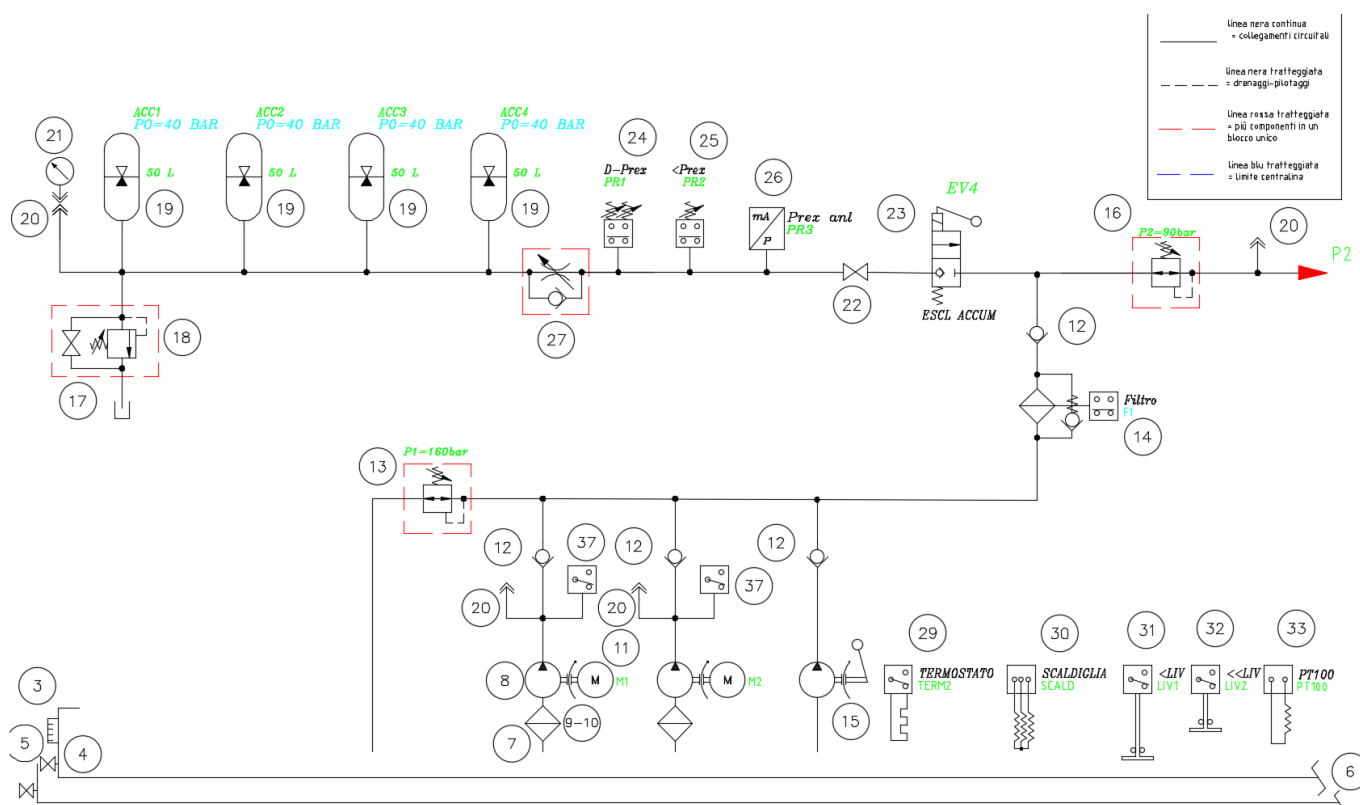 linea nera continua
= collegamenti circuitali
linea nera tratteggiata
= drenaggi-pilotaggi
linea rossa tratteggiata
= più componenti in un
blocco unico
linea blu tratteggiata
= limite centralina
ACC1
P0=40 BAR
ACC2
P0=40 BAR
ACC3
P0=40 BAR
ACC4
P0=40 BAR
21
50 L
50 L
50 L
50 L
19
19
19
19
20
24
D-Prex
PR1
25
<Prex
PR2
26
mA
P
Prex anl
PR3
23
EV4
22
ESCL ACCUM
16
P2=90bar
20
P2
18
17
27
12
Filtro
F1
14
13
P1=160bar
12
37
12
37
12
20
20
11
8
M
M1
M
M2
9-10
7
15
29
TERMOSTATO
TERM2
30
SCALDIGLIA
SCALD
31
<LIV
LIV1
32
<<LIV
LIV2
33
PT100
PT100
3
5
4
6